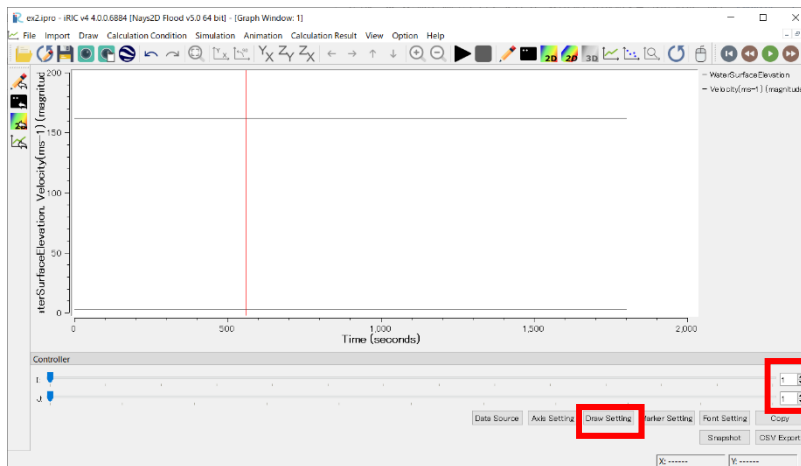 ex2.ipro - iRIC v4 4.0.0.6884 [Nays2D Flood v5.0 64 bit] - [Graph Window: 1]
File Import Draw Calculation Condition Simulation Animation Calculation Result View Option Help
2D 2D 3D
WaterSurfaceElevation
Velocity(ms-1) (magnitude
terSurfaceElevation, Velocity(ms-1) (magnitud
200
150
100
50
0
0 500 1,000 1,500 2,000
Time (seconds)
Controller
I: 1
J: 1
Data Source Axis Setting Draw Setting Marker Setting Font Setting Copy
Snapshot CSV Export
X: ------ Y: ------